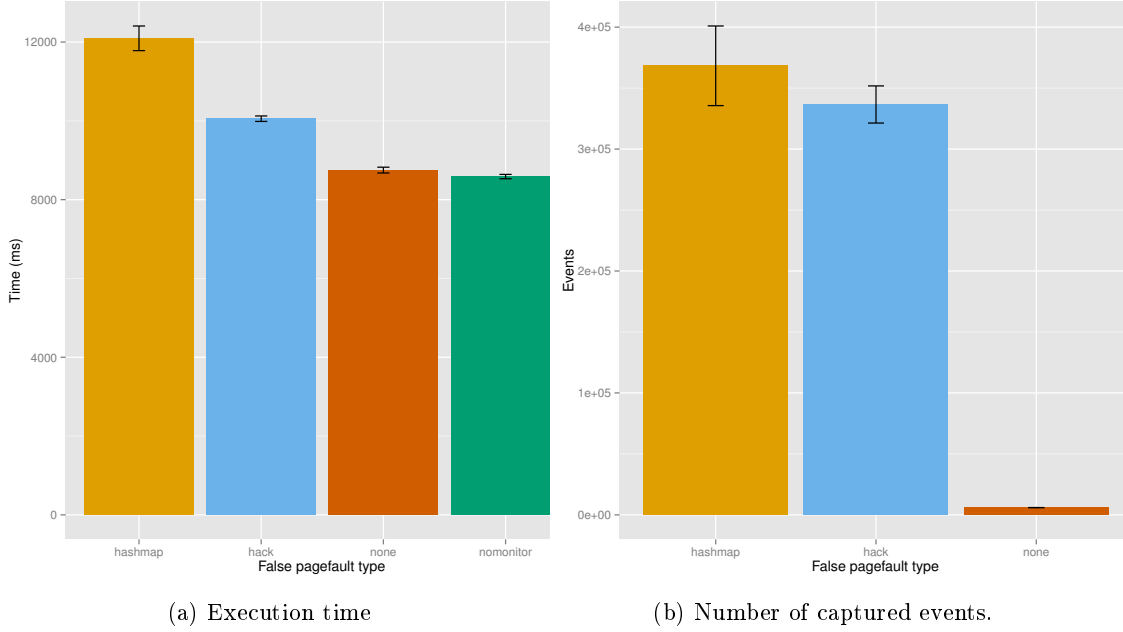 12000
8000
4000
0
Time (ms)
hashmap
hack
none
nomonitor
False pagefault type
(a) Execution time
4e+05
3e+05
2e+05
1e+05
0e+00
Events
hashmap
hack
none
False pagefault type
(b) Number of captured events.